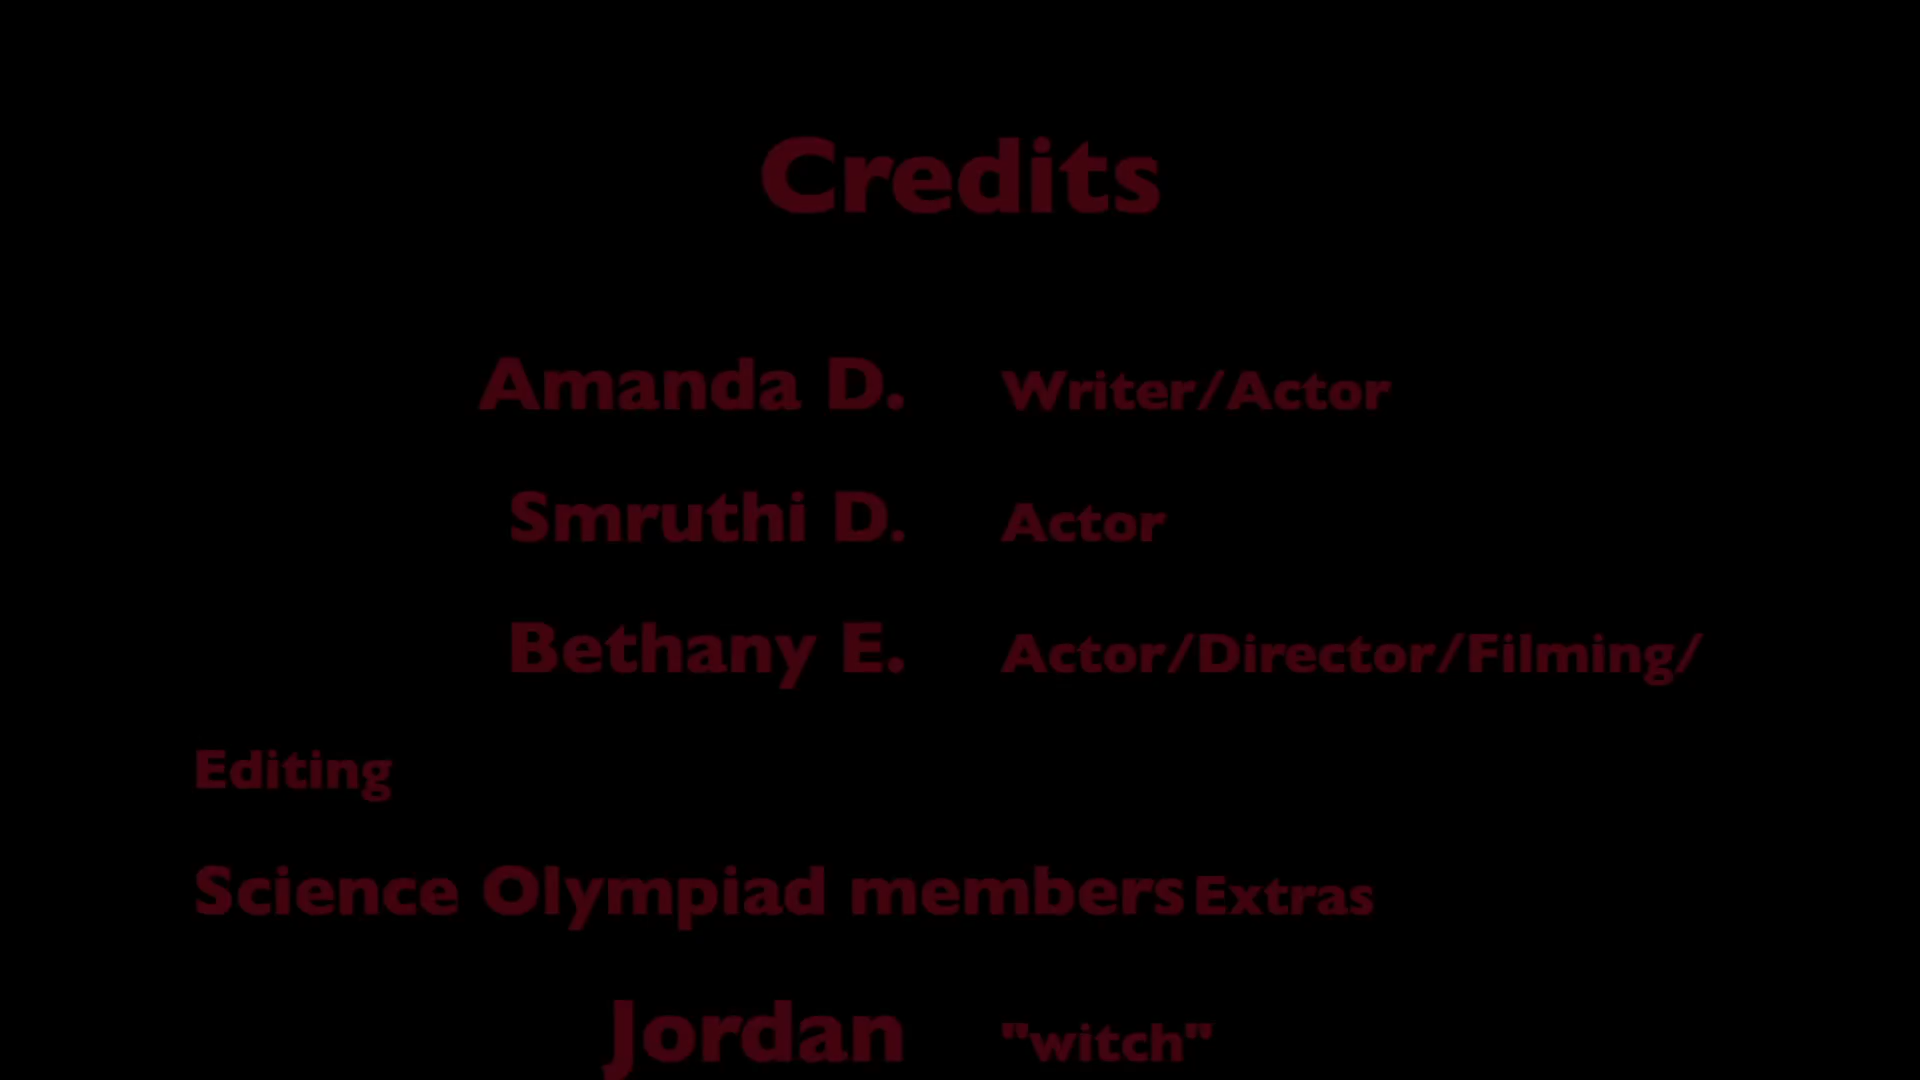 Credits
Amanda D. Writer/Actor
Smruthi D. Actor
Bethany E. Actor/Director/Filming/
Editing
Science Olympiad members Extras
Jordan "witch"